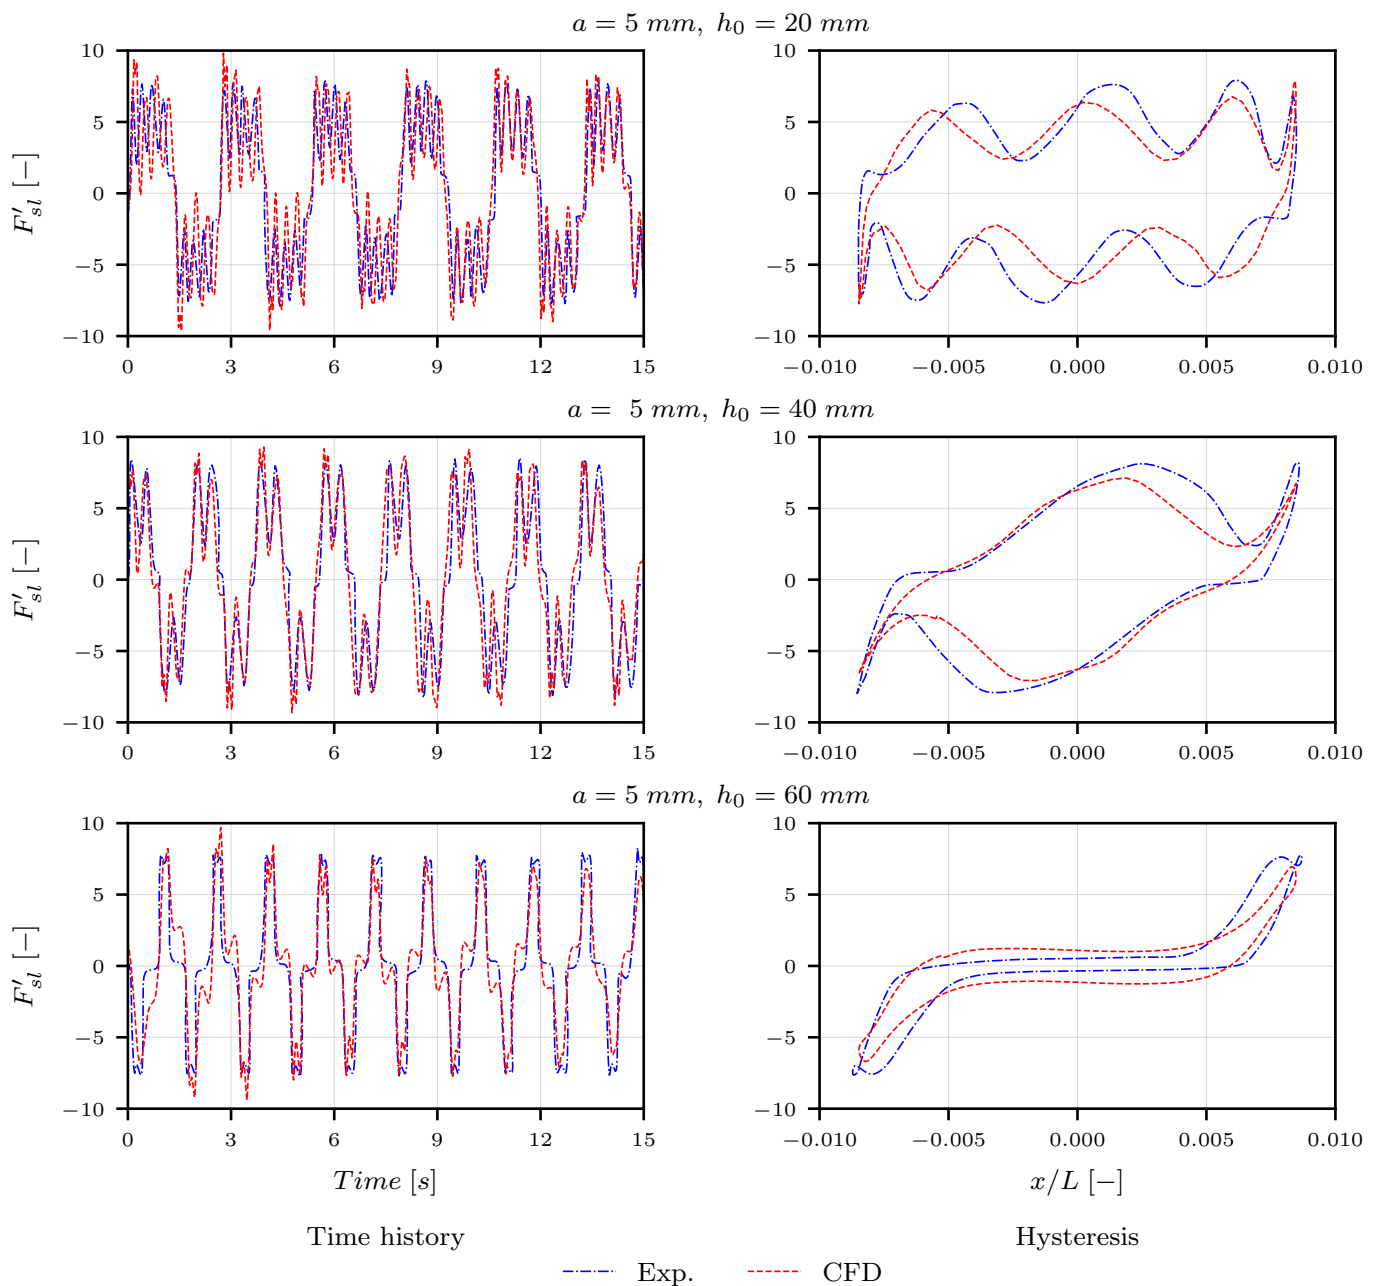 a = 5 mm, h₀ = 20 mm
10
5
0
−5
−10
F′sl [−]
0 3 6 9 12 15
10
5
0
−5
−10
−0.010 −0.005 0.000 0.005 0.010
a = 5 mm, h₀ = 40 mm
10
5
0
−5
−10
F′sl [−]
0 3 6 9 12 15
10
5
0
−5
−10
−0.010 −0.005 0.000 0.005 0.010
a = 5 mm, h₀ = 60 mm
10
5
0
−5
−10
F′sl [−]
0 3 6 9 12 15
Time [s]
10
5
0
−5
−10
−0.010 −0.005 0.000 0.005 0.010
x/L [−]
Time history
Hysteresis
Exp. CFD